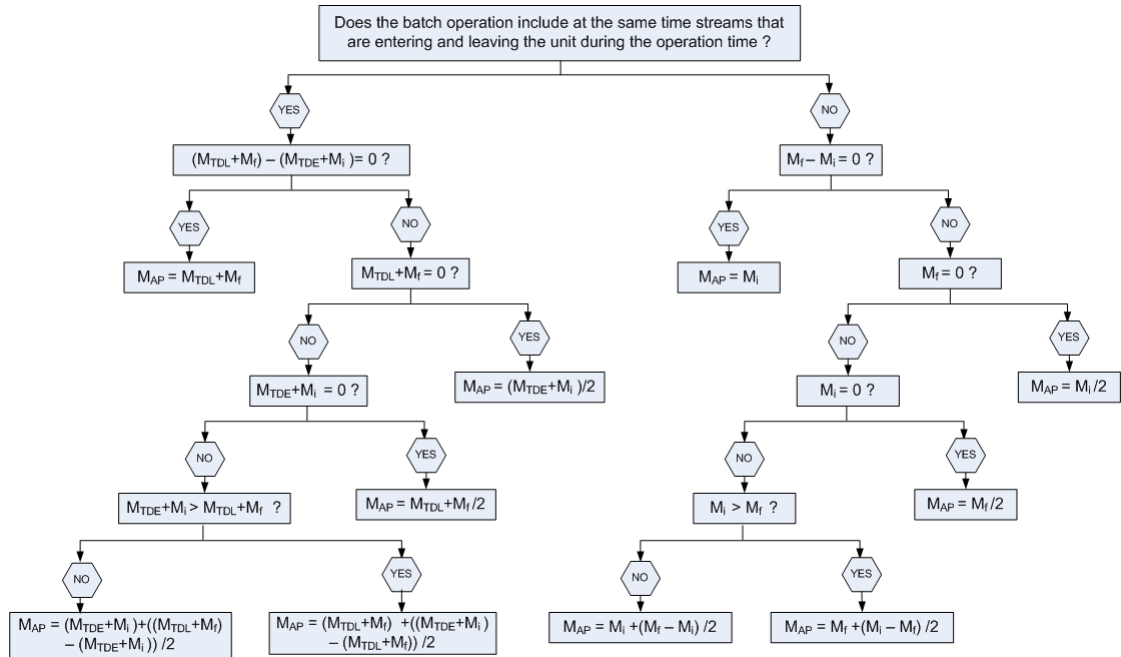 Does the batch operation include at the same time streams that
are entering and leaving the unit during the operation time ?
YES
NO
(MTDL+Mf) – (MTDE+Mi )= 0 ?
Mf – Mi = 0 ?
YES
NO
YES
NO
MAP = MTDL+Mf
MTDL+Mf = 0 ?
MAP = Mi
Mf = 0 ?
NO
YES
NO
YES
MTDE+Mi = 0 ?
MAP = (MTDE+Mi )/2
Mi = 0 ?
MAP = Mi /2
NO
YES
NO
YES
MTDE+Mi > MTDL+Mf ?
MAP = MTDL+Mf /2
Mi > Mf ?
MAP = Mf /2
NO
YES
NO
YES
MAP = (MTDE+Mi )+((MTDL+Mf)
– (MTDE+Mi )) /2
MAP = (MTDL+Mf) +((MTDE+Mi )
– (MTDL+Mf)) /2
MAP = Mi +(Mf – Mi) /2
MAP = Mf +(Mi – Mf) /2